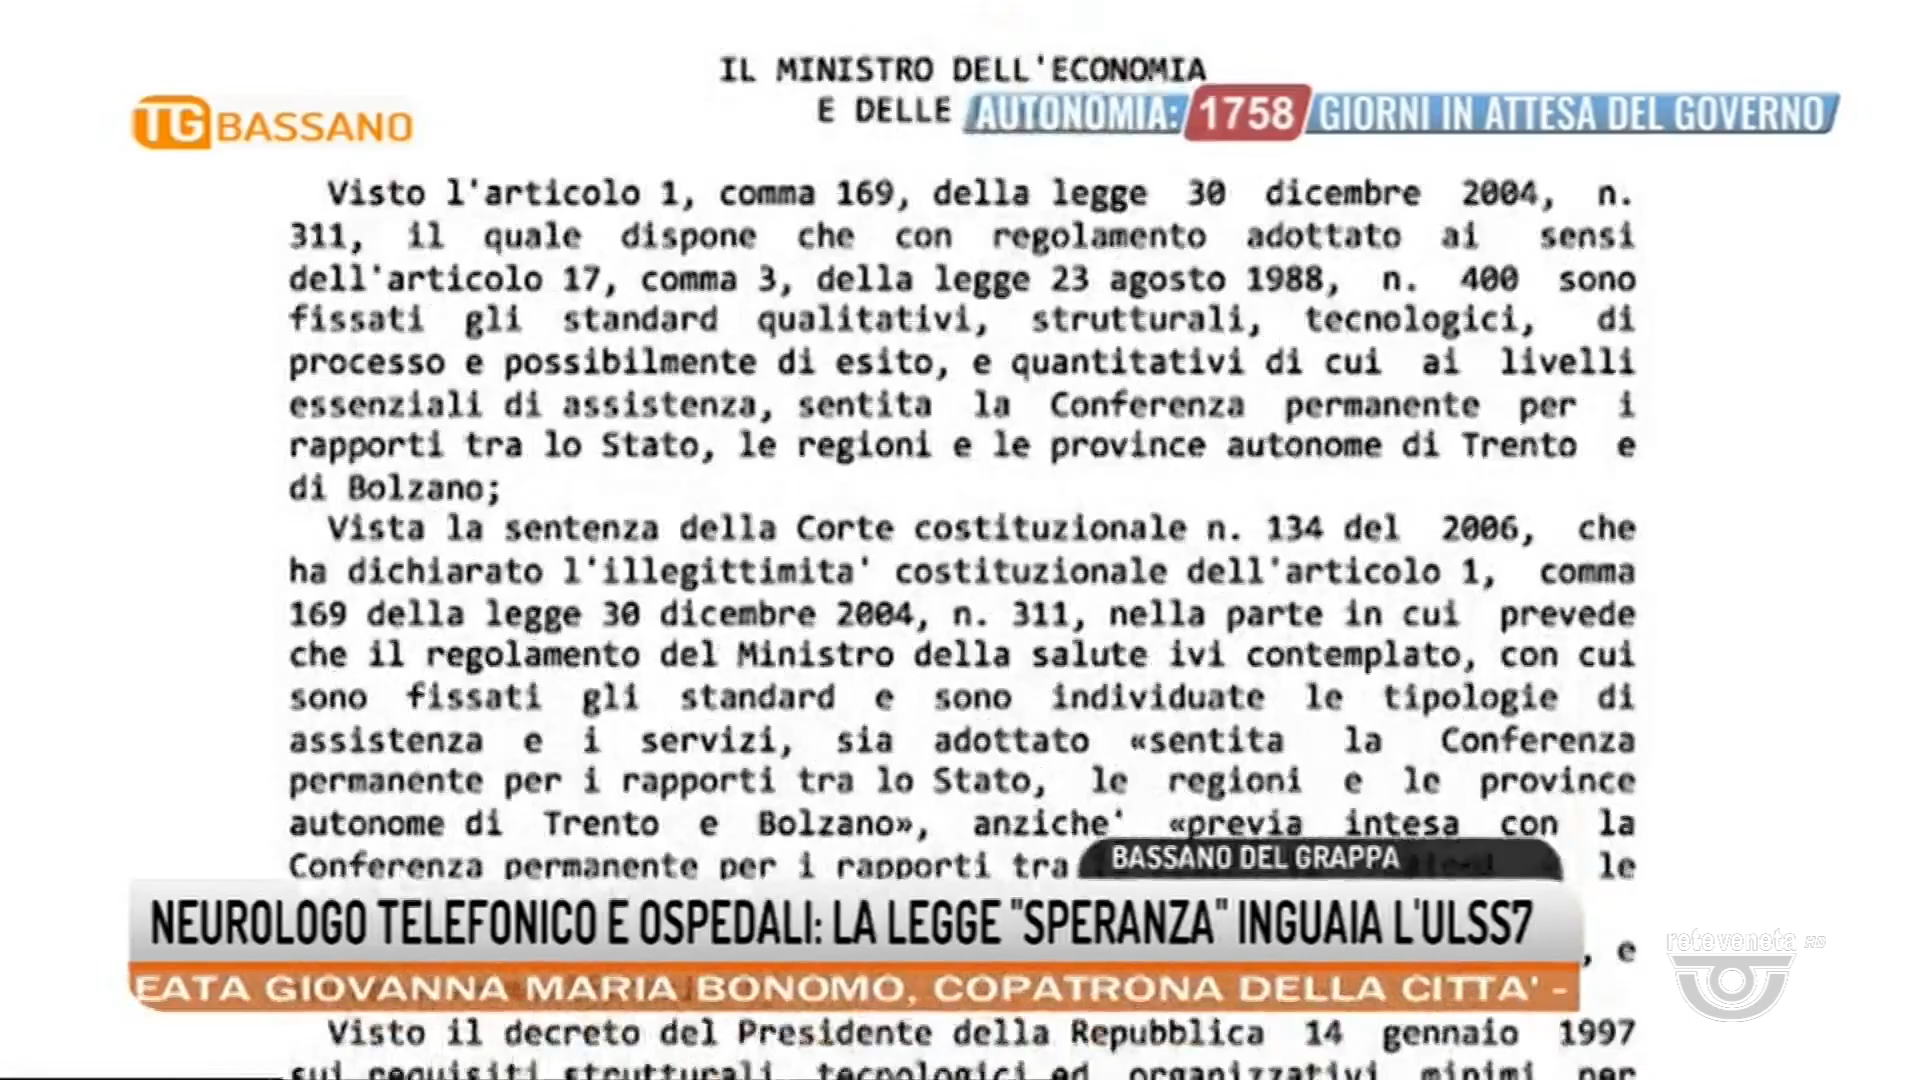 IL MINISTRO DELL'ECONOMIA
E DELLE
AUTONOMIA: 1758 GIORNI IN ATTESA DEL GOVERNO
TG BASSANO
Visto l'articolo 1, comma 169, della legge 30 dicembre 2004, n.
311, il quale dispone che con regolamento adottato ai sensi
dell'articolo 17, comma 3, della legge 23 agosto 1988, n. 400 sono
fissati gli standard qualitativi, strutturali, tecnologici, di
processo e possibilmente di esito, e quantitativi di cui ai livelli
essenziali di assistenza, sentita la Conferenza permanente per i
rapporti tra lo Stato, le regioni e le province autonome di Trento e
di Bolzano;
Vista la sentenza della Corte costituzionale n. 134 del 2006, che
ha dichiarato l'illegittimita' costituzionale dell'articolo 1, comma
169 della legge 30 dicembre 2004, n. 311, nella parte in cui prevede
che il regolamento del Ministro della salute ivi contemplato, con cui
sono fissati gli standard e sono individuate le tipologie di
assistenza e i servizi, sia adottato «sentita la Conferenza
permanente per i rapporti tra lo Stato, le regioni e le province
autonome di Trento e Bolzano», anziche' «previa intesa con la
Conferenza permanente per i rapporti tra le
BASSANO DEL GRAPPA
NEUROLOGO TELEFONICO E OSPEDALI: LA LEGGE "SPERANZA" INGUAIA L'ULSS7
, e
EATA GIOVANNA MARIA BONOMO, COPATRONA DELLA CITTA' -
reteveneta HD
Visto il decreto del Presidente della Repubblica 14 gennaio 1997
sui requisiti strutturali, tecnologici ed organizzativi minimi per